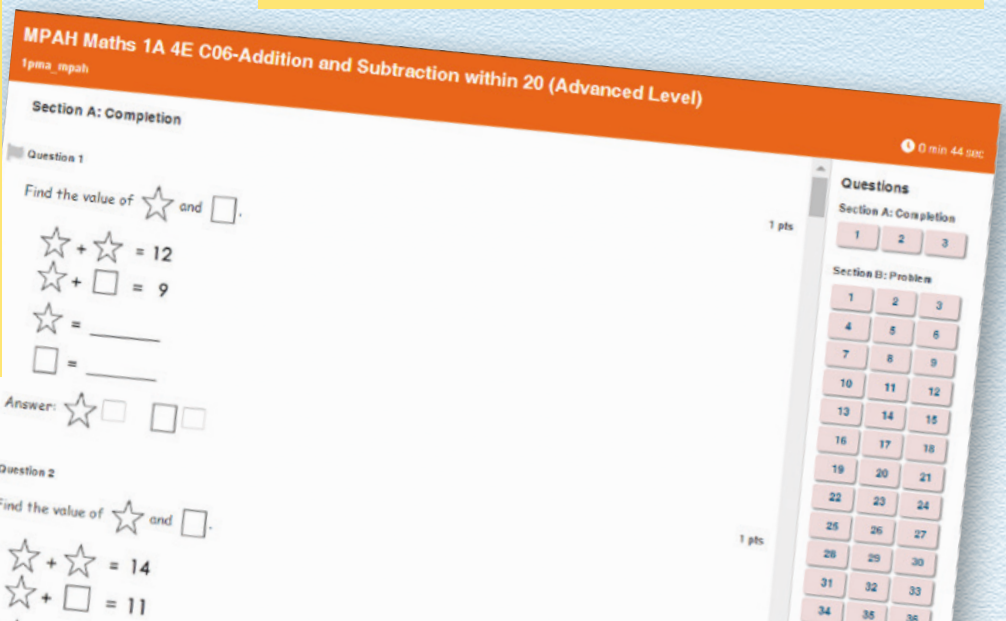 MPAH Maths 1A 4E C06-Addition and Subtraction within 20 (Advanced Level)
1pma_mpah
0 min 44 sec
Section A: Completion
Question 1
Find the value of ☆ and □.
1 pts
☆ + ☆ = 12
☆ + □ = 9
☆ = ______
□ = ______
Answer: ☆ □
Question 2
Find the value of ☆ and □.
1 pts
☆ + ☆ = 14
☆ + □ = 11
Questions
Section A: Completion
1 2 3
Section B: Problem
1 2 3
4 5 6
7 8 9
10 11 12
13 14 15
16 17 18
19 20 21
22 23 24
25 26 27
28 29 30
31 32 33
34 35 36